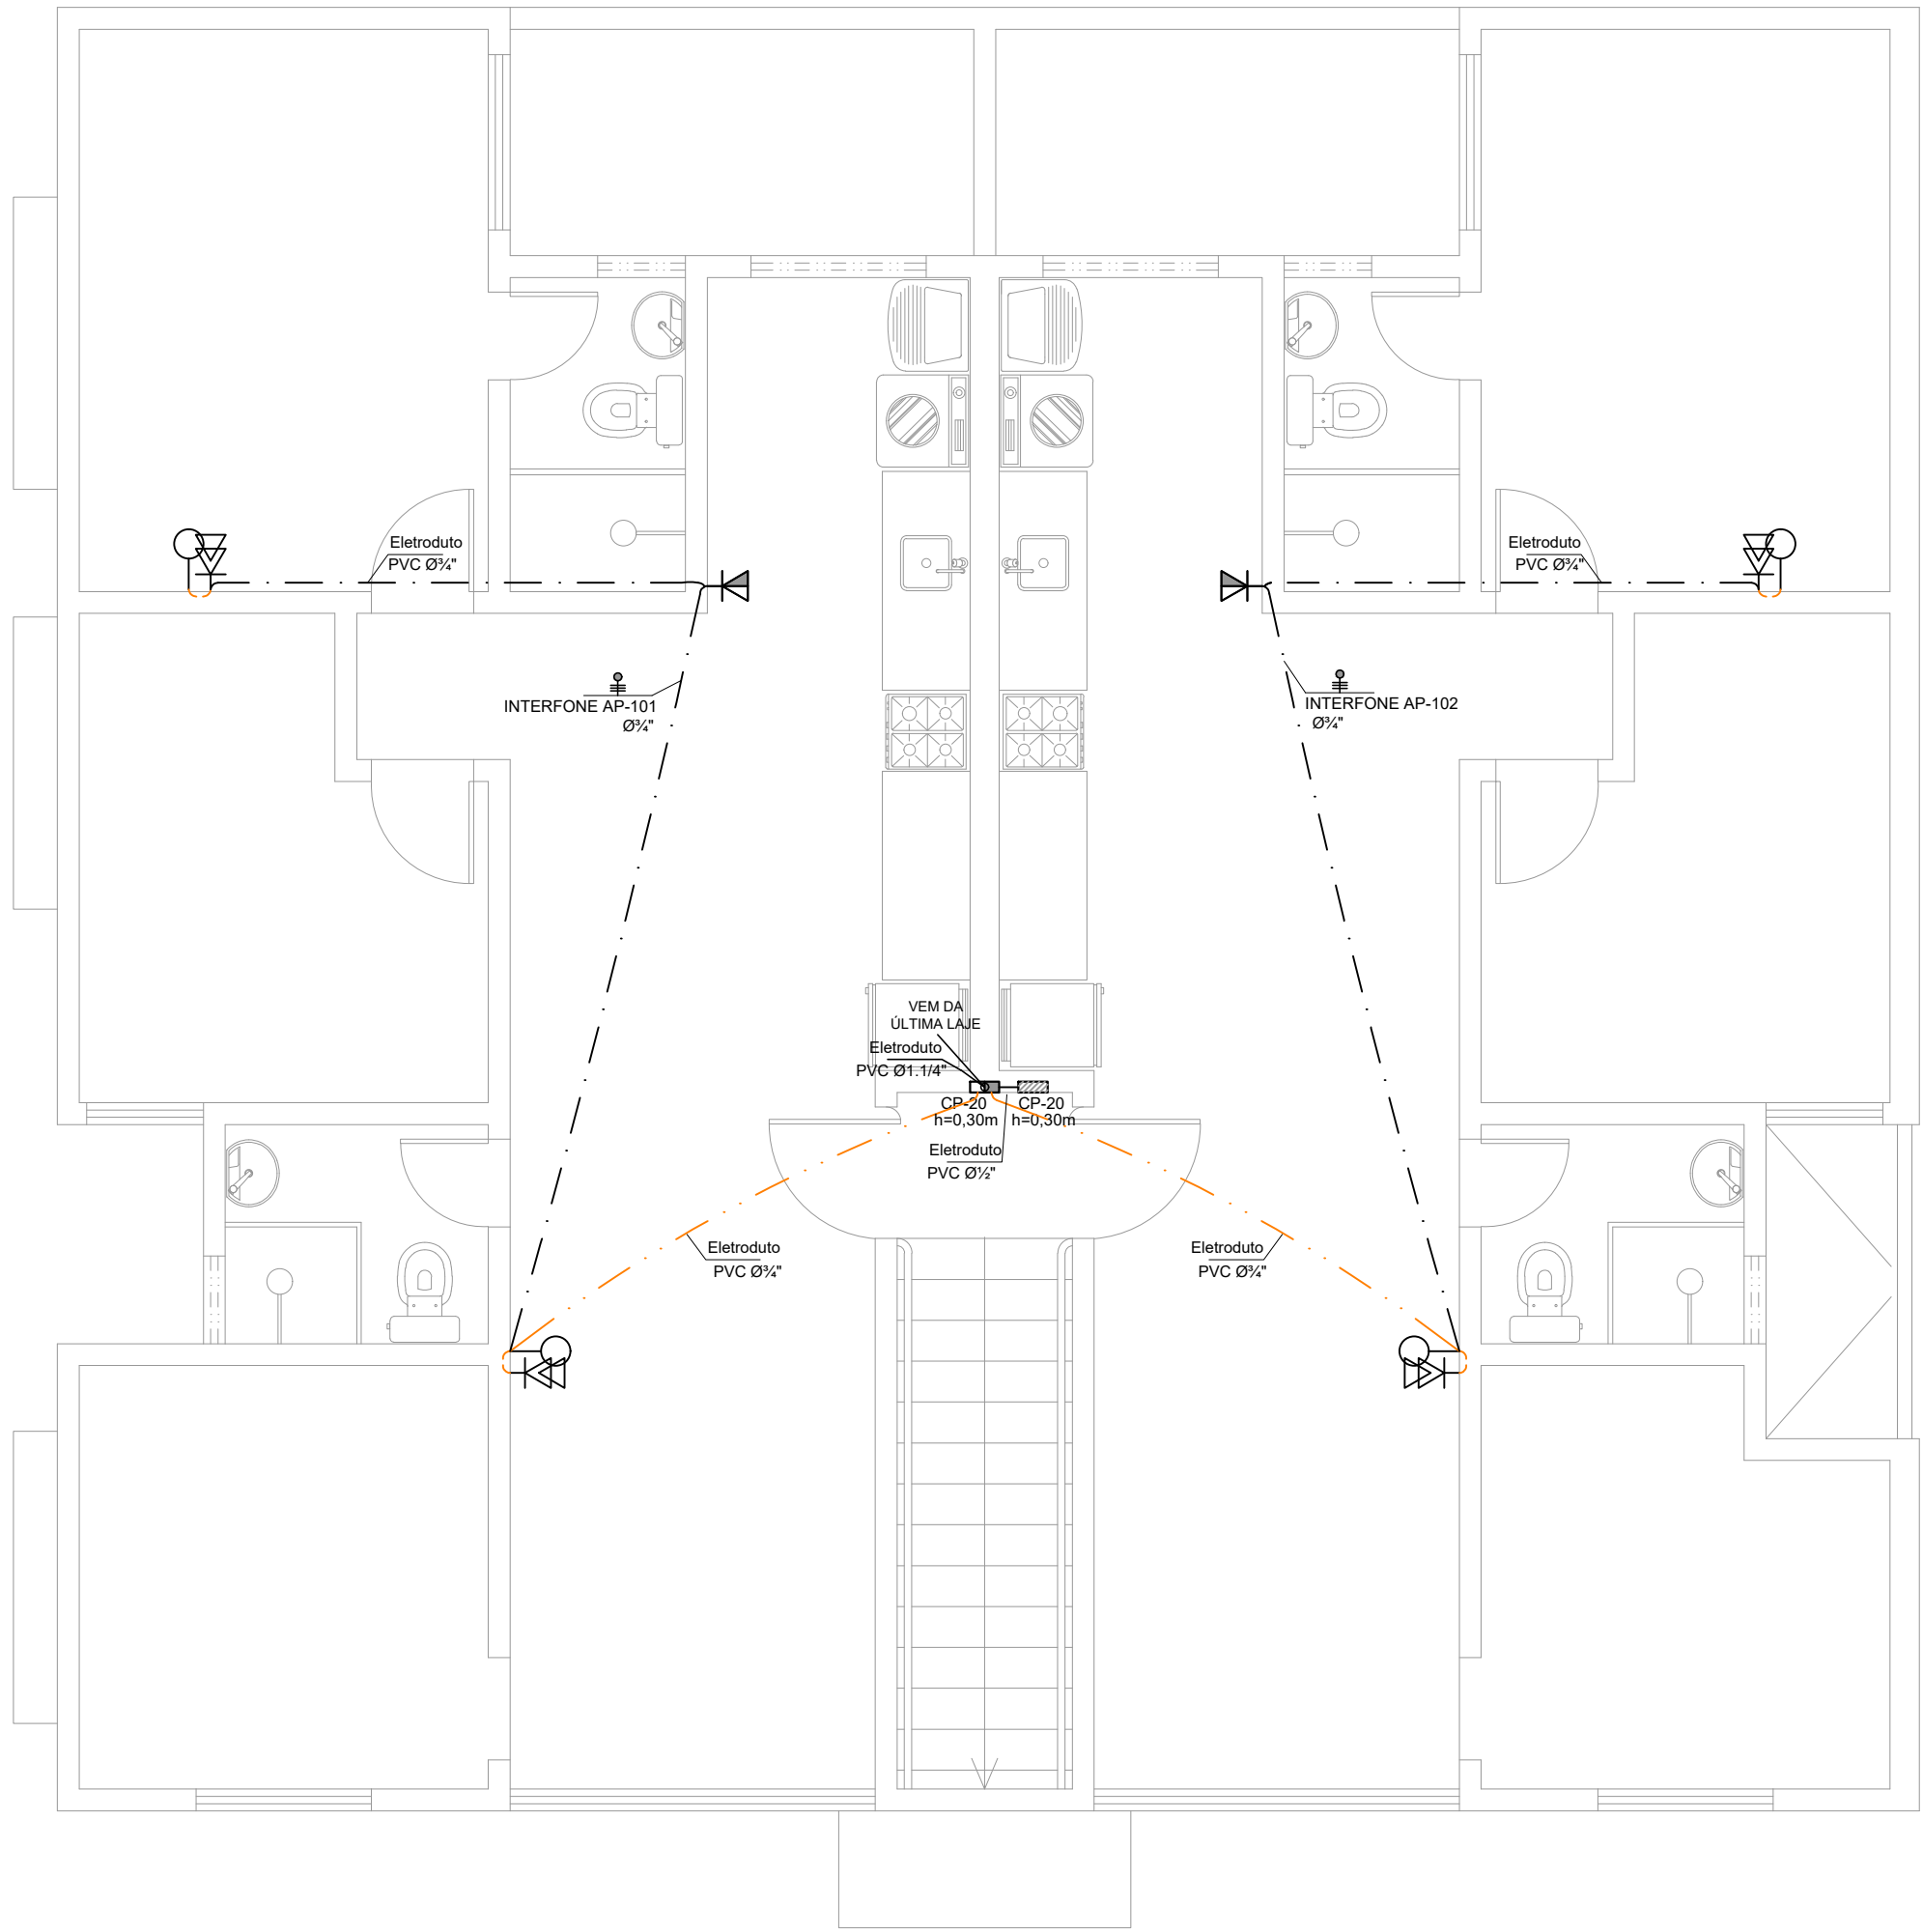 Eletroduto
PVC Ø¾"
Eletroduto
PVC Ø¾"
INTERFONE AP-101
Ø¾"
INTERFONE AP-102
Ø¾"
VEM DA
ÚLTIMA LAJE
Eletroduto
PVC Ø1.1/4"
CP-20
h=0,30m
CP-20
h=0,30m
Eletroduto
PVC Ø½"
Eletroduto
PVC Ø¾"
Eletroduto
PVC Ø¾"